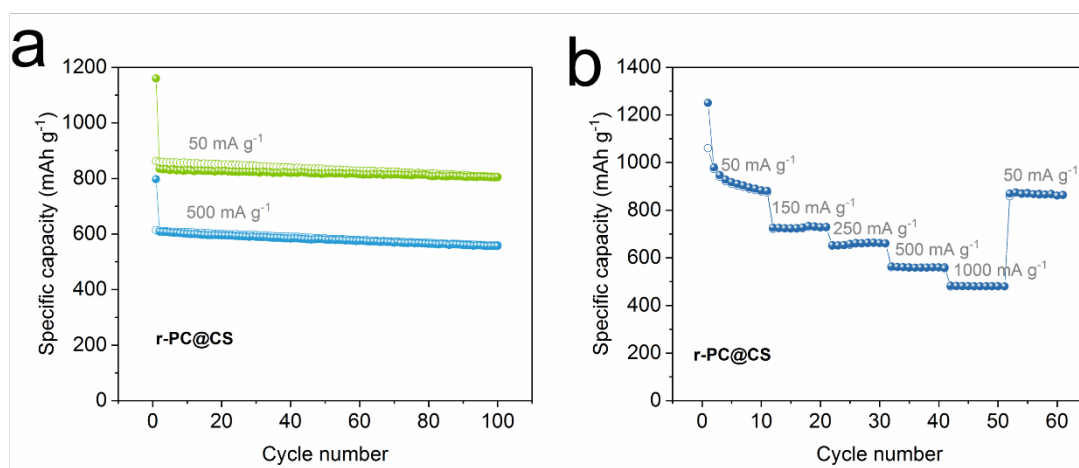 a
1200
1000
800
600
400
200
0
Specific capacity (mAh g⁻¹)
50 mA g⁻¹
500 mA g⁻¹
r-PC@CS
0 20 40 60 80 100
Cycle number
b
1400
1200
1000
800
600
400
200
0
Specific capacity (mAh g⁻¹)
50 mA g⁻¹
150 mA g⁻¹
250 mA g⁻¹
500 mA g⁻¹
1000 mA g⁻¹
50 mA g⁻¹
r-PC@CS
0 10 20 30 40 50 60
Cycle number